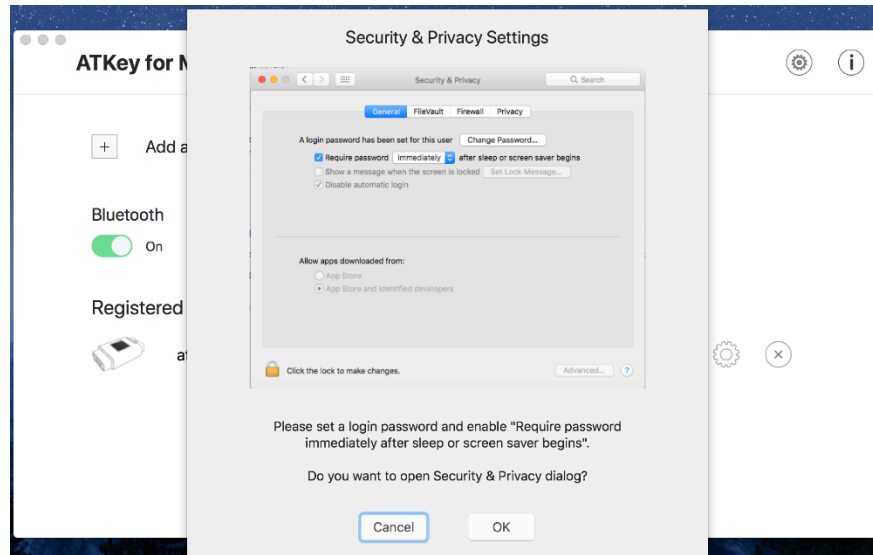 Security & Privacy Settings
ATKey for M
Security & Privacy
Search
General FileVault Firewall Privacy
A login password has been set for this user Change Password...
Require password immediately after sleep or screen saver begins
Show a message when the screen is locked Set Lock Message...
Disable automatic login
Add a
Bluetooth
On
Allow apps downloaded from:
App Store
App Store and identified developers
Registered
at
Click the lock to make changes.
Advanced... ?
Please set a login password and enable "Require password
immediately after sleep or screen saver begins".
Do you want to open Security & Privacy dialog?
Cancel OK